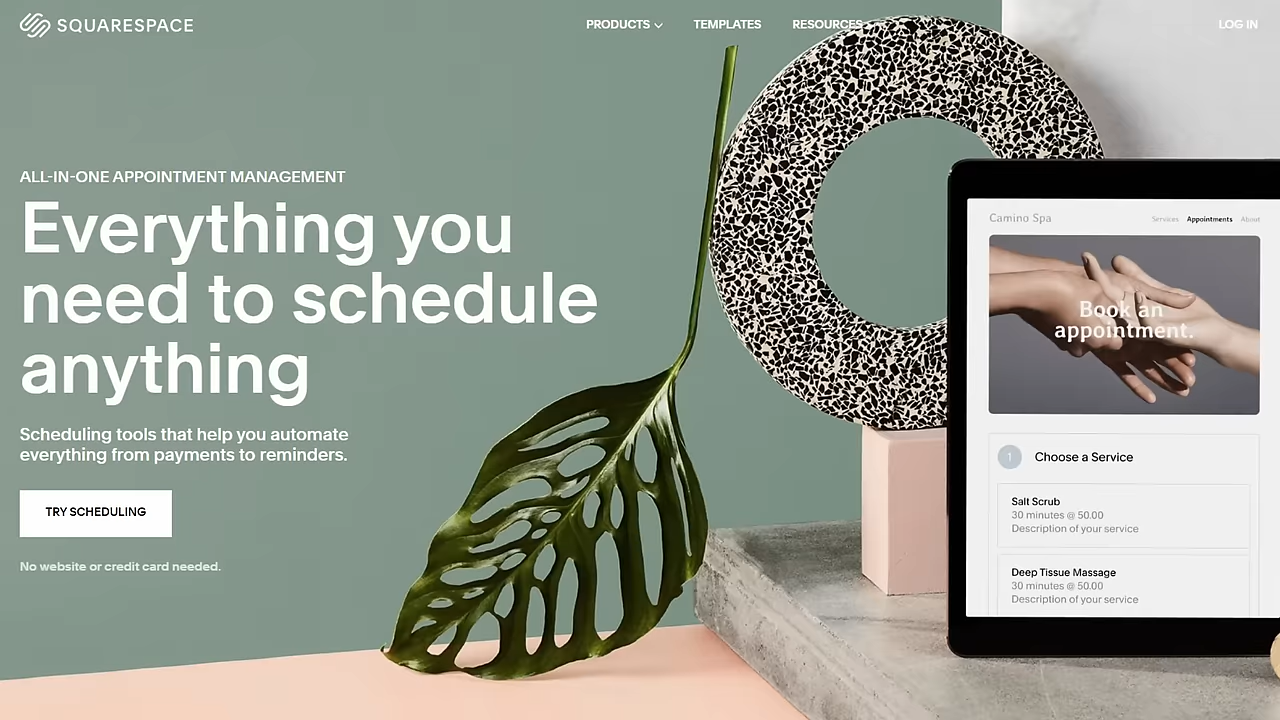 SQUARESPACE
PRODUCTS
TEMPLATES
RESOURCES
LOG IN
ALL-IN-ONE APPOINTMENT MANAGEMENT
Everything you
need to schedule
anything
Scheduling tools that help you automate
everything from payments to reminders.
TRY SCHEDULING
No website or credit card needed.
Camino Spa
Services Appointments About
Book an
appointment.
1 Choose a Service
Salt Scrub
30 minutes @ 50.00
Description of your service
Deep Tissue Massage
30 minutes @ 50.00
Description of your service